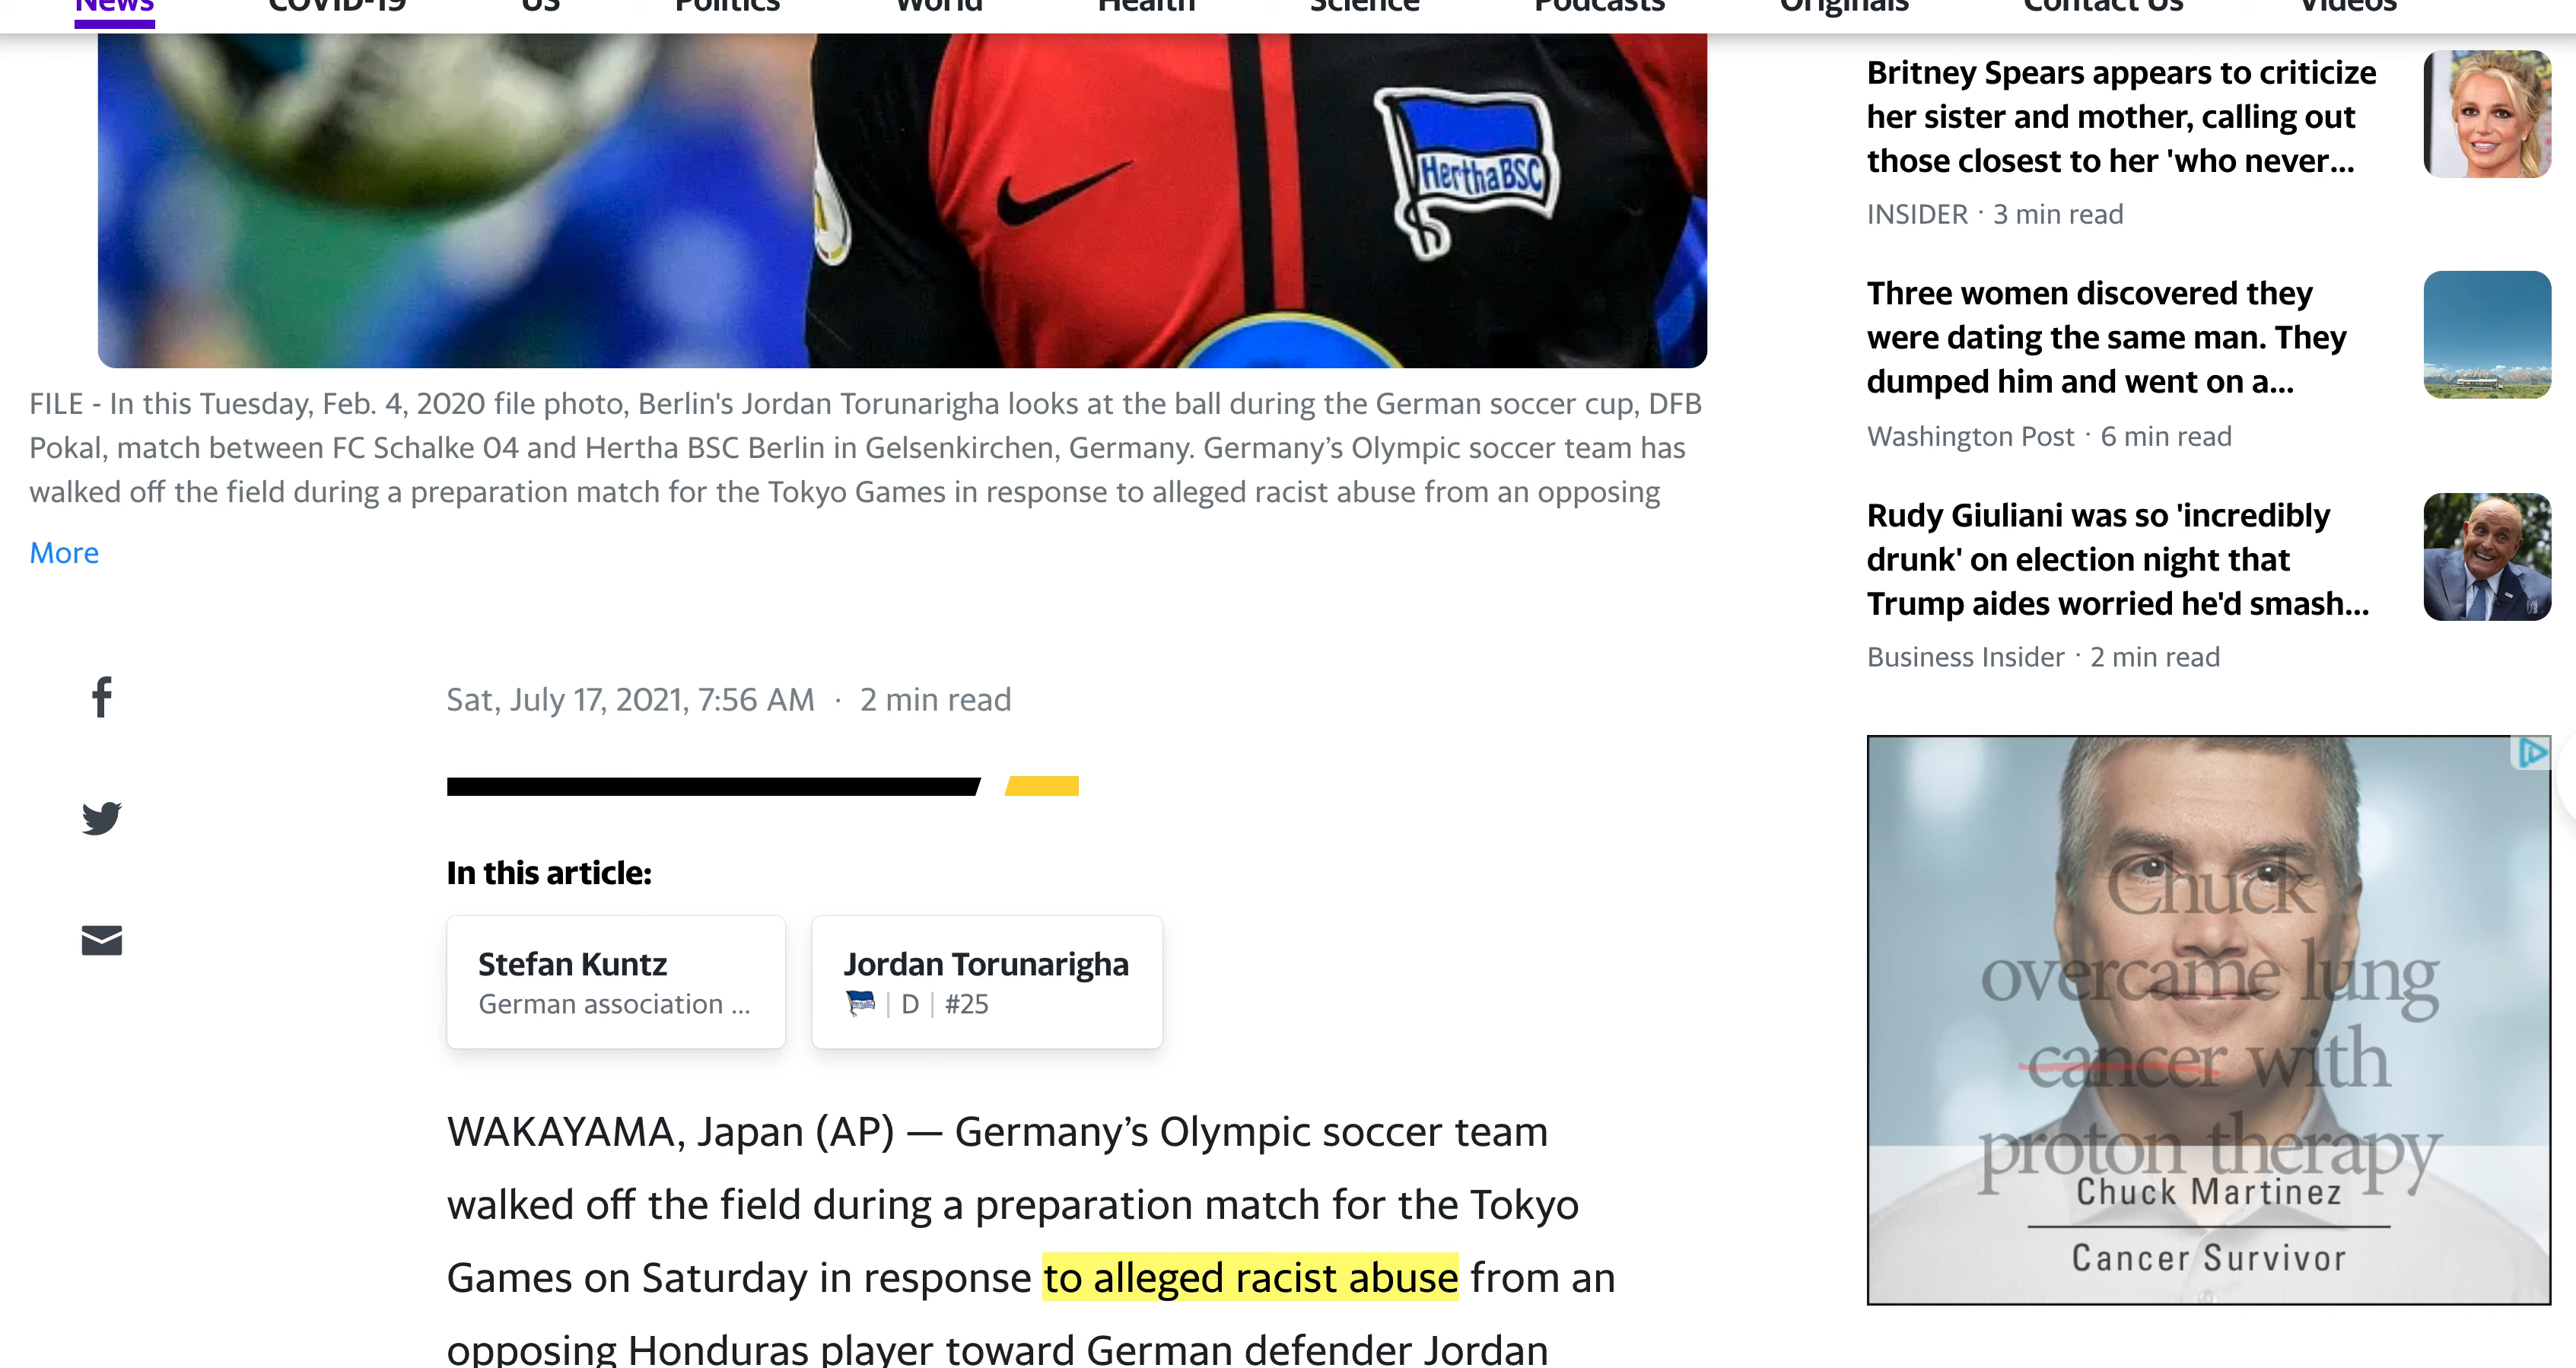 News COVID-19 US Politics World Health Science Podcasts Originals Contact Us Videos
HerthaBSC
FILE - In this Tuesday, Feb. 4, 2020 file photo, Berlin's Jordan Torunarigha looks at the ball during the German soccer cup, DFB
Pokal, match between FC Schalke 04 and Hertha BSC Berlin in Gelsenkirchen, Germany. Germany’s Olympic soccer team has
walked off the field during a preparation match for the Tokyo Games in response to alleged racist abuse from an opposing
More
Sat, July 17, 2021, 7:56 AM · 2 min read
In this article:
Stefan Kuntz
German association ...
Jordan Torunarigha
| D | #25
WAKAYAMA, Japan (AP) — Germany’s Olympic soccer team
walked off the field during a preparation match for the Tokyo
Games on Saturday in response to alleged racist abuse from an
opposing Honduras player toward German defender Jordan
Britney Spears appears to criticize
her sister and mother, calling out
those closest to her 'who never...
INSIDER · 3 min read
Three women discovered they
were dating the same man. They
dumped him and went on a...
Washington Post · 6 min read
Rudy Giuliani was so 'incredibly
drunk' on election night that
Trump aides worried he'd smash...
Business Insider · 2 min read
Chuck
overcame lung
cancer with
proton therapy
Chuck Martinez
Cancer Survivor